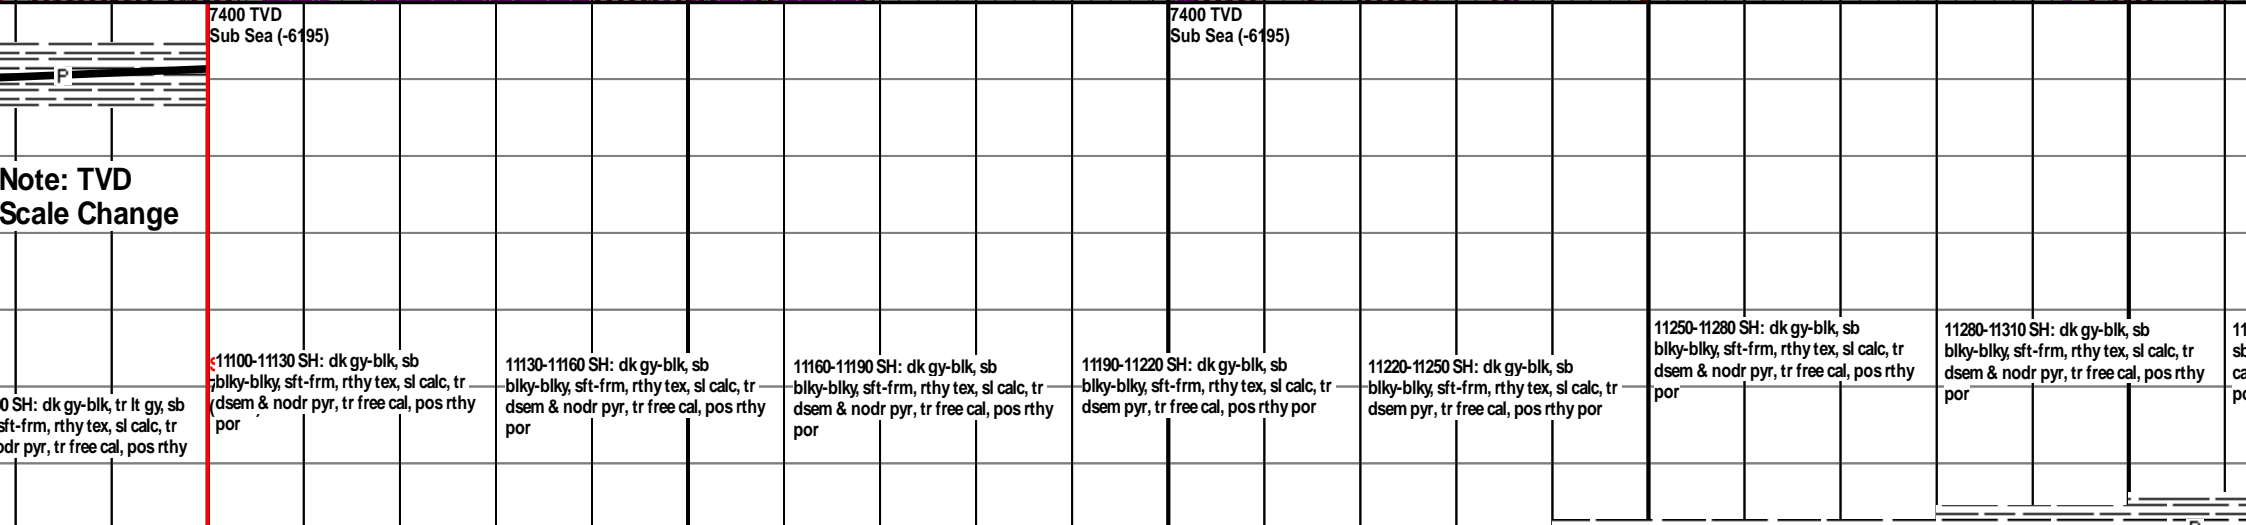 7400 TVD
Sub Sea (-6195)
7400 TVD
Sub Sea (-6195)
P
Note: TVD
Scale Change
0 SH: dk gy-blk, tr lt gy, sb
sft-frm, rthy tex, sl calc, tr
odr pyr, tr free cal, pos rthy
11100-11130 SH: dk gy-blk, sb
blky-blky, sft-frm, rthy tex, sl calc, tr
dsem & nodr pyr, tr free cal, pos rthy
por
11130-11160 SH: dk gy-blk, sb
blky-blky, sft-frm, rthy tex, sl calc, tr
dsem & nodr pyr, tr free cal, pos rthy
por
11160-11190 SH: dk gy-blk, sb
blky-blky, sft-frm, rthy tex, sl calc, tr
dsem & nodr pyr, tr free cal, pos rthy
por
11190-11220 SH: dk gy-blk, sb
blky-blky, sft-frm, rthy tex, sl calc, tr
dsem pyr, tr free cal, pos rthy por
11220-11250 SH: dk gy-blk, sb
blky-blky, sft-frm, rthy tex, sl calc, tr
dsem pyr, tr free cal, pos rthy por
11250-11280 SH: dk gy-blk, sb
blky-blky, sft-frm, rthy tex, sl calc, tr
dsem & nodr pyr, tr free cal, pos rthy
por
11280-11310 SH: dk gy-blk, sb
blky-blky, sft-frm, rthy tex, sl calc, tr
dsem & nodr pyr, tr free cal, pos rthy
por
11
sb
ca
po